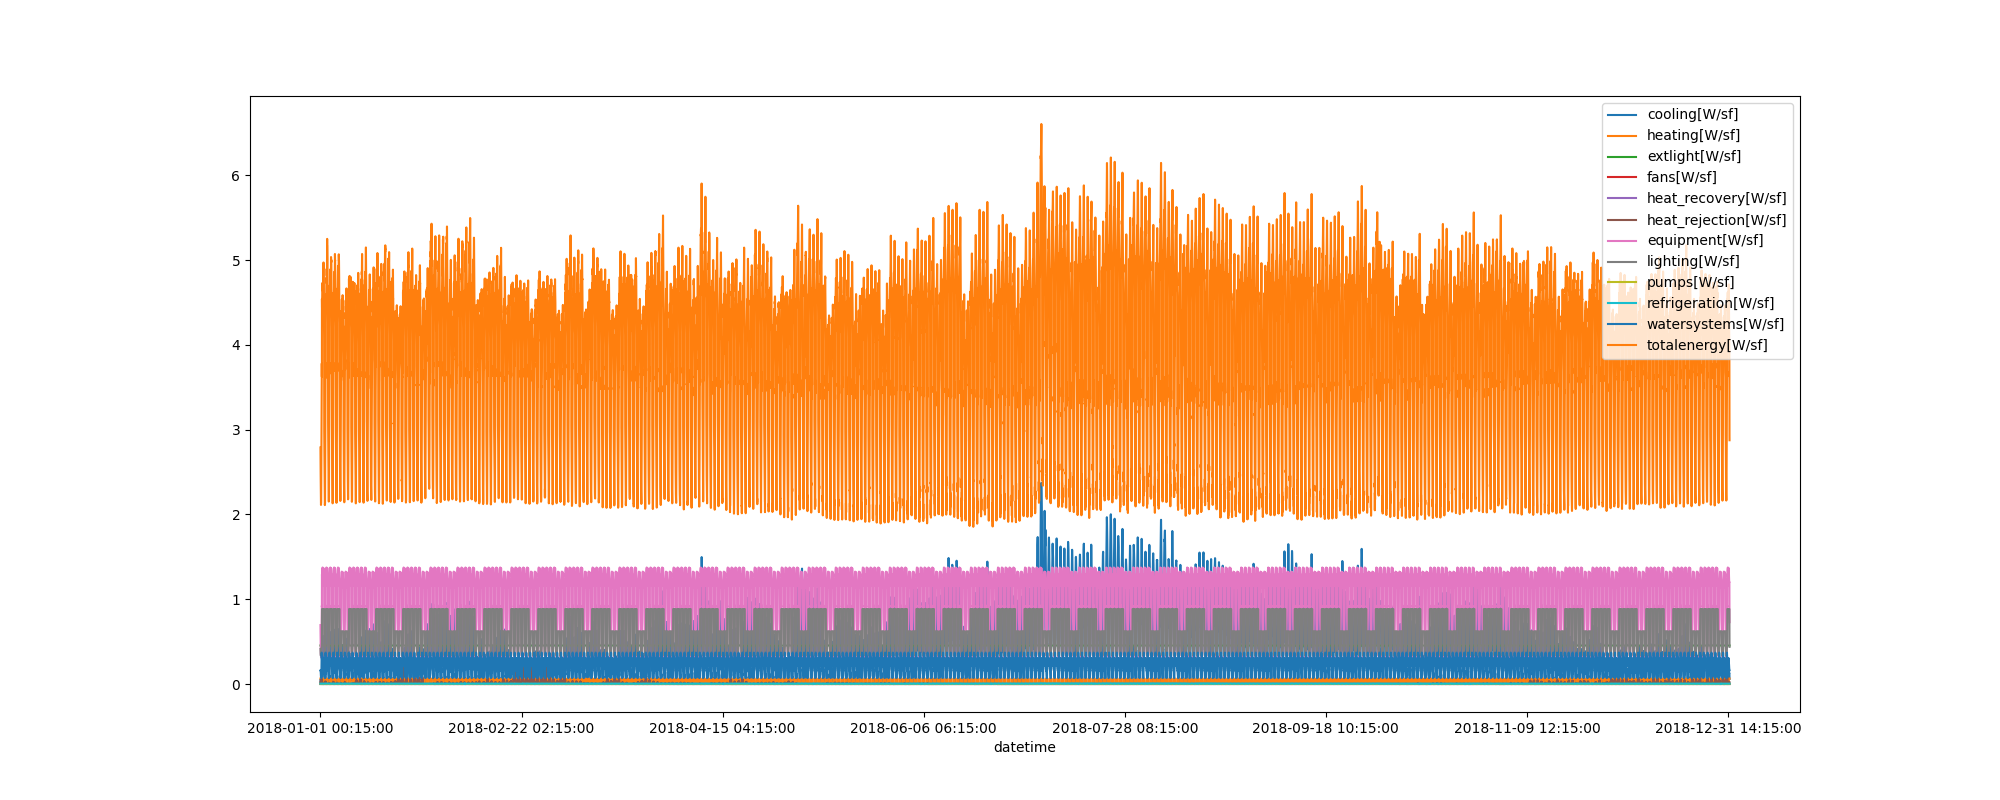 cooling[W/sf]
heating[W/sf]
extlight[W/sf]
fans[W/sf]
heat_recovery[W/sf]
heat_rejection[W/sf]
equipment[W/sf]
lighting[W/sf]
pumps[W/sf]
refrigeration[W/sf]
watersystems[W/sf]
totalenergy[W/sf]
6
5
4
3
2
1
0
2018-01-01 00:15:00 2018-02-22 02:15:00 2018-04-15 04:15:00 2018-06-06 06:15:00 2018-07-28 08:15:00 2018-09-18 10:15:00 2018-11-09 12:15:00 2018-12-31 14:15:00
datetime